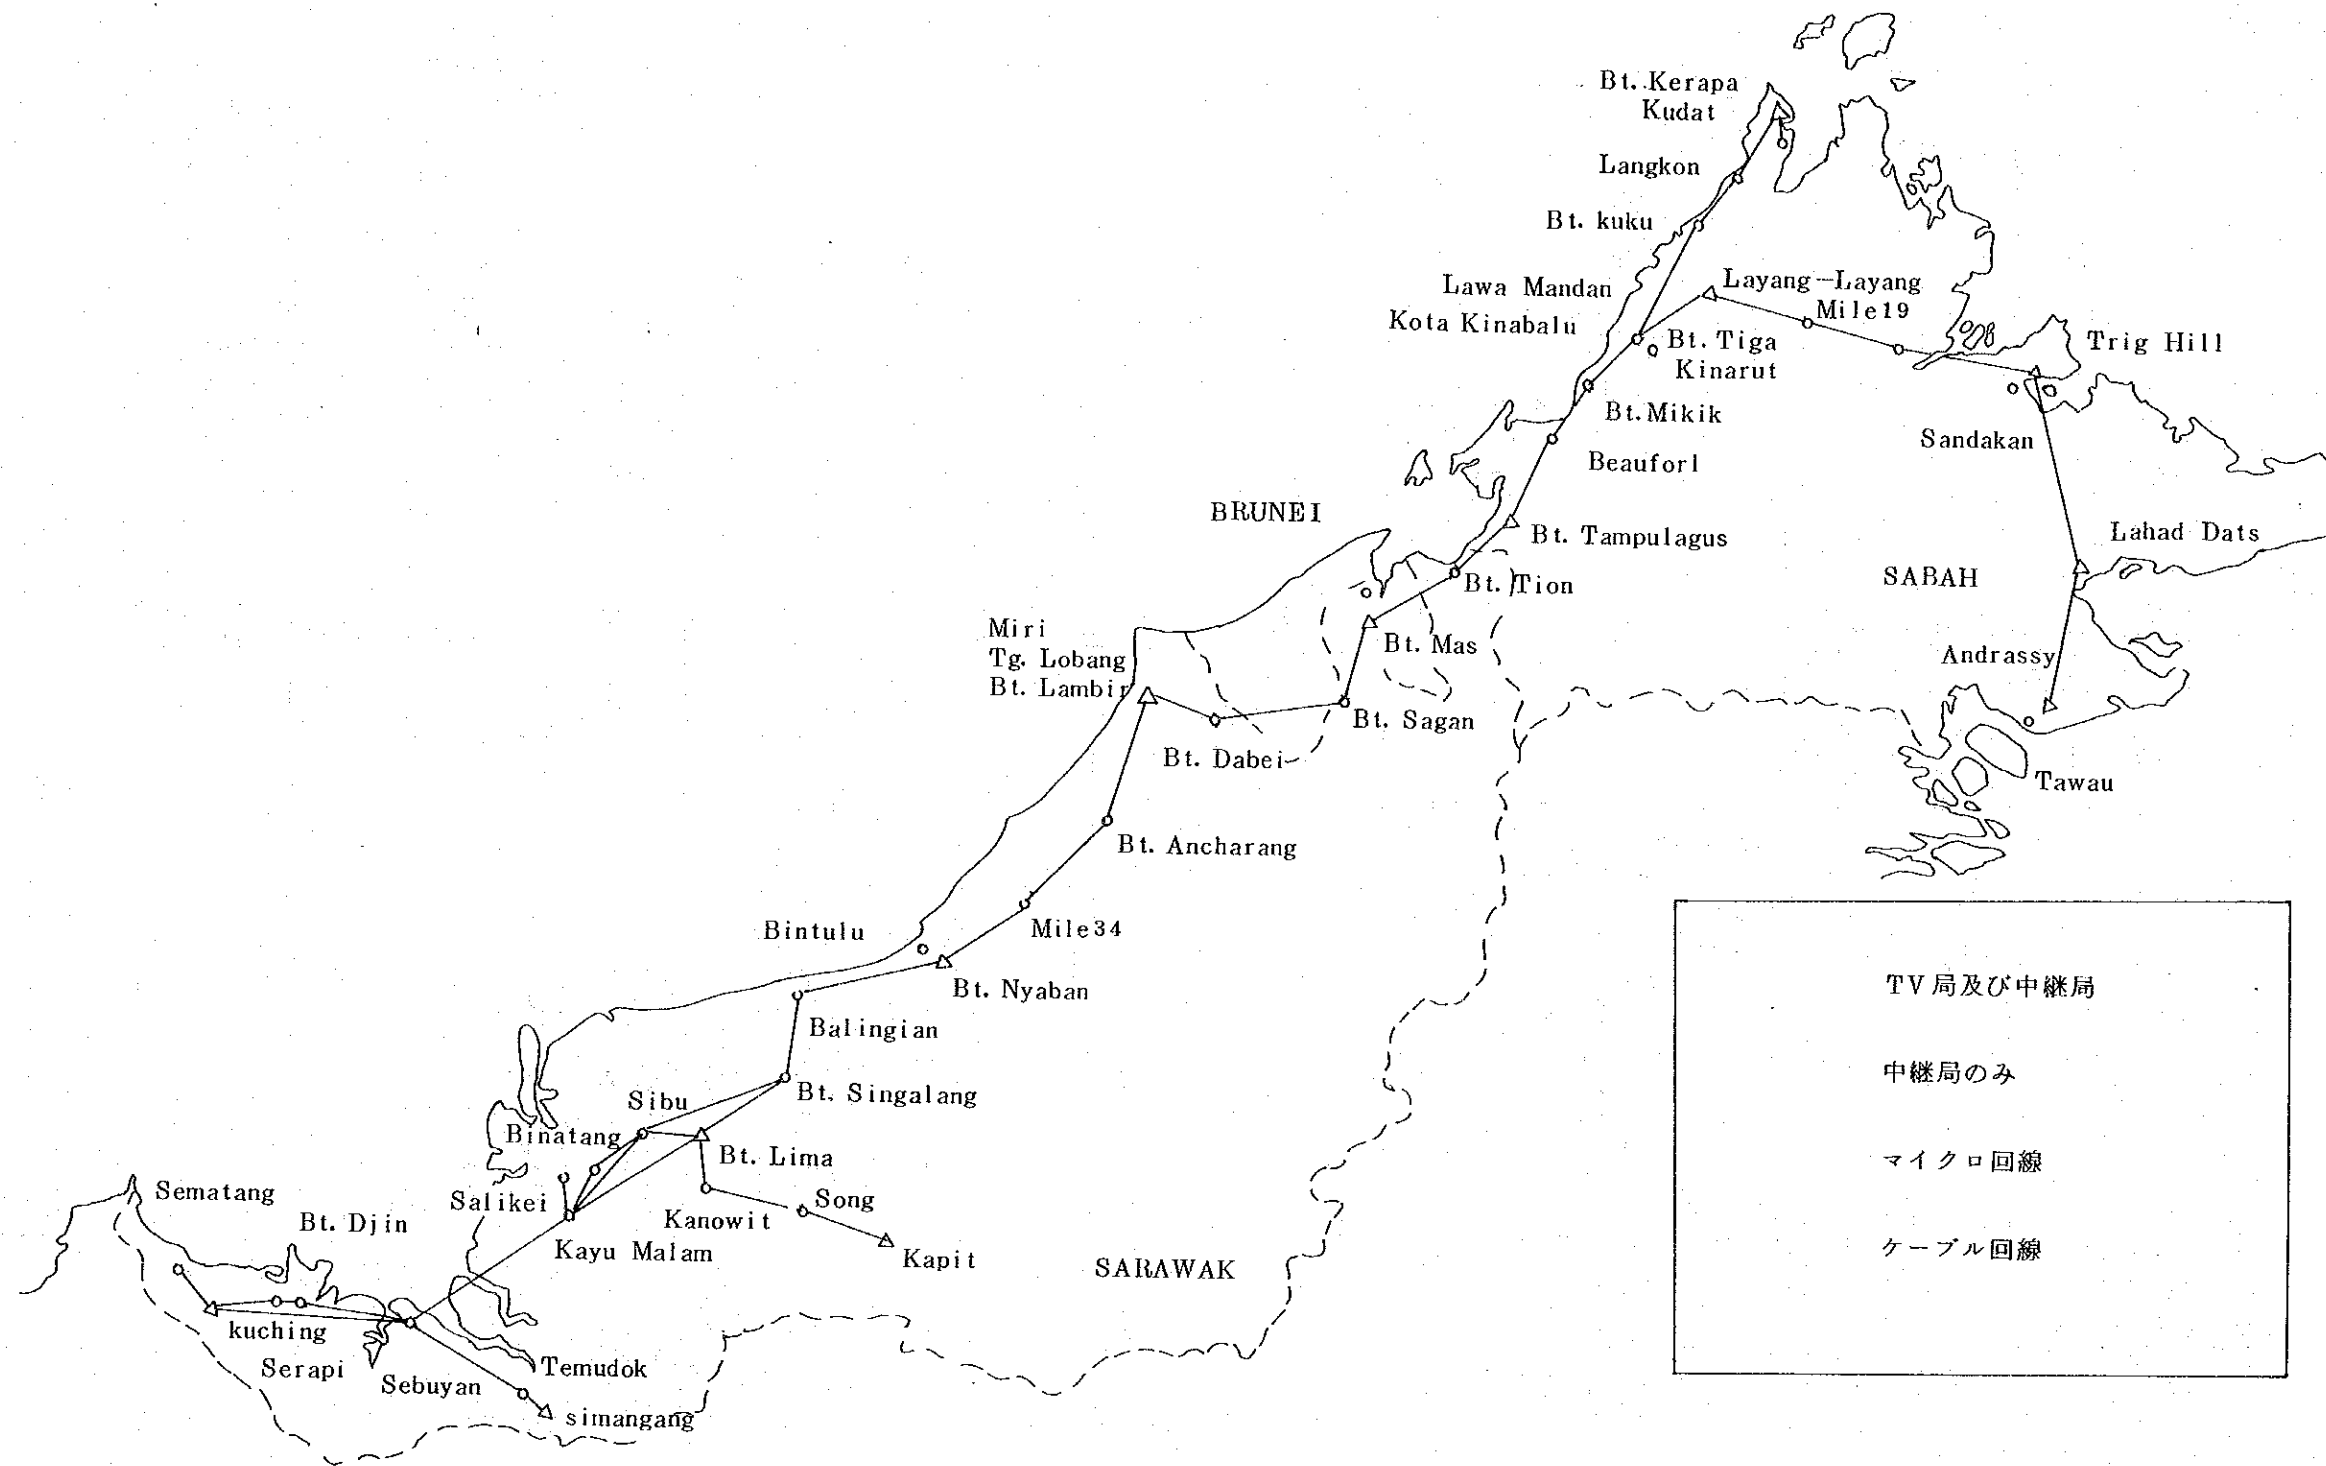 Bt. Kerapa
Kudat
Langkon
Bt. kuku
Lawa Mandan
Kota Kinabalu
Layang-Layang
Mile19
Bt. Tiga
Kinarut
Trig Hill
Bt. Mikik
Sandakan
Beauforl
BRUNEI
Bt. Tampulagus
Lahad Dats
Bt. Tion
SABAH
Miri
Tg. Lobang
Bt. Lambir
Bt. Mas
Andrassy
Bt. Sagan
Bt. Dabei
Tawau
Bt. Ancharang
Bintulu
Mile34
Bt. Nyaban
Balingian
Bt. Singalang
Sibu
Binatang
Bt. Lima
Sematang
Salikei
Song
Bt. Djin
Kanowit
Kayu Malam
Kapit
SARAWAK
kuching
Serapi
Sebuyan
Temudok
simangang
TV局及び中継局
中継局のみ
マイクロ回線
ケーブル回線